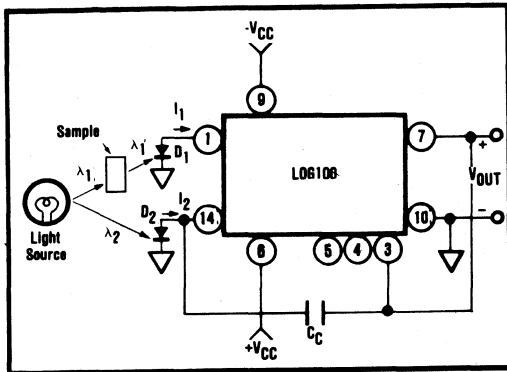 -VCC
9
I1
Sample
1
λ1'
D1
7
+
LOG100
VOUT
λ1
I2
D2
14
10
-
λ2
Light
Source
6
5
4
3
CC
+VCC